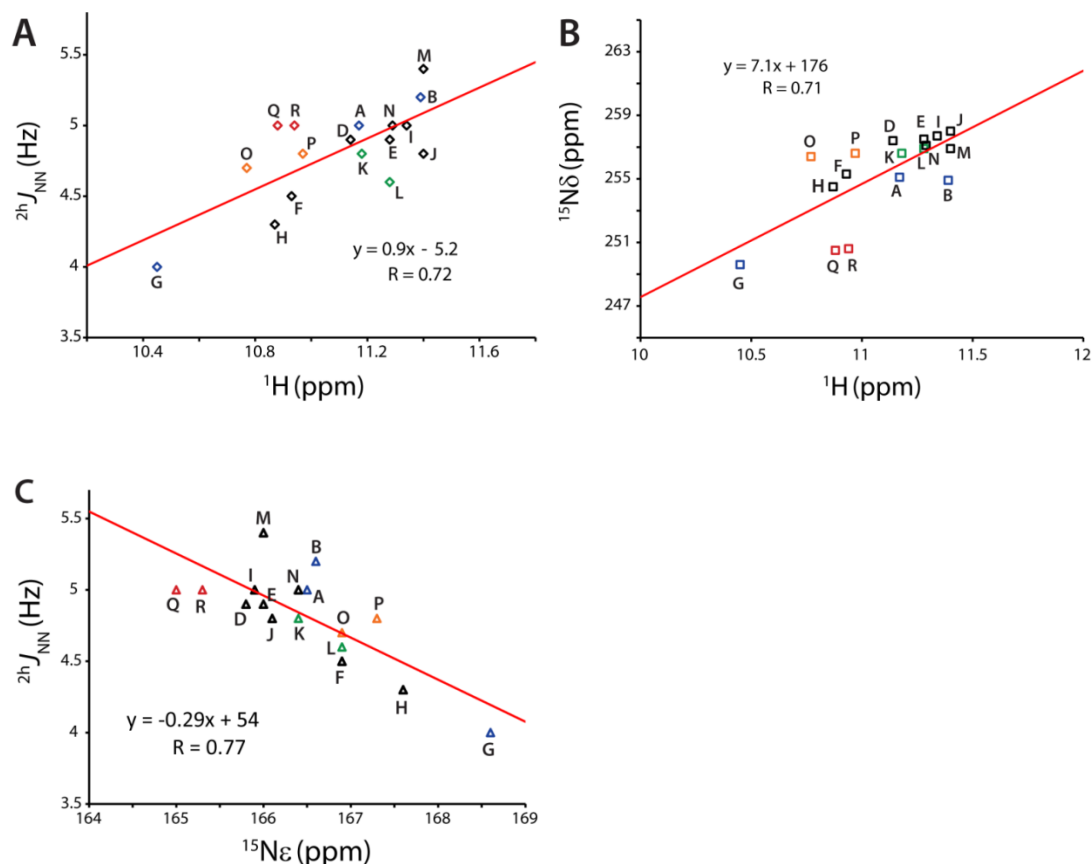 A
5.5
5
4.5
4
3.5
²ʰJNN (Hz)
M
B
Q
R
A
N
D
I
P
E
J
O
K
L
F
H
G
y = 0.9x - 5.2
R = 0.72
10.4
10.8
11.2
11.6
¹H (ppm)
B
263
259
255
251
247
¹⁵Nδ (ppm)
y = 7.1x + 176
R = 0.71
O
P
D
E
I
J
F
K
L
N
M
H
A
B
Q
R
G
10
10.5
11
11.5
12
¹H (ppm)
C
5.5
5
4.5
4
3.5
²ʰJNN (Hz)
M
B
I
N
E
A
Q
R
D
J
K
O
P
L
F
H
G
y = -0.29x + 54
R = 0.77
164
165
166
167
168
169
¹⁵Nε (ppm)